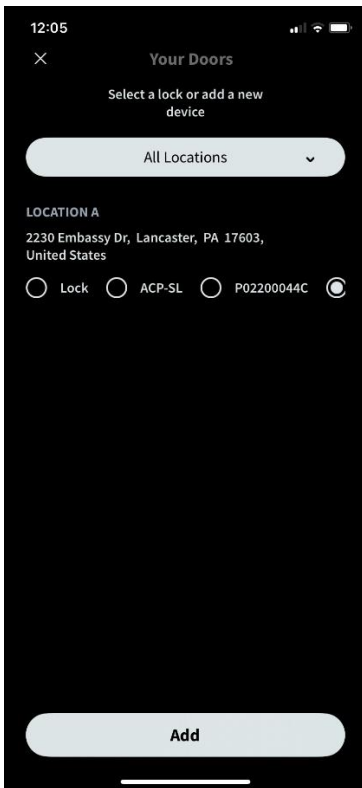 12:05
Your Doors
Select a lock or add a new
device
All Locations
LOCATION A
2230 Embassy Dr, Lancaster, PA 17603,
United States
Lock ACP-SL P02200044C
Add